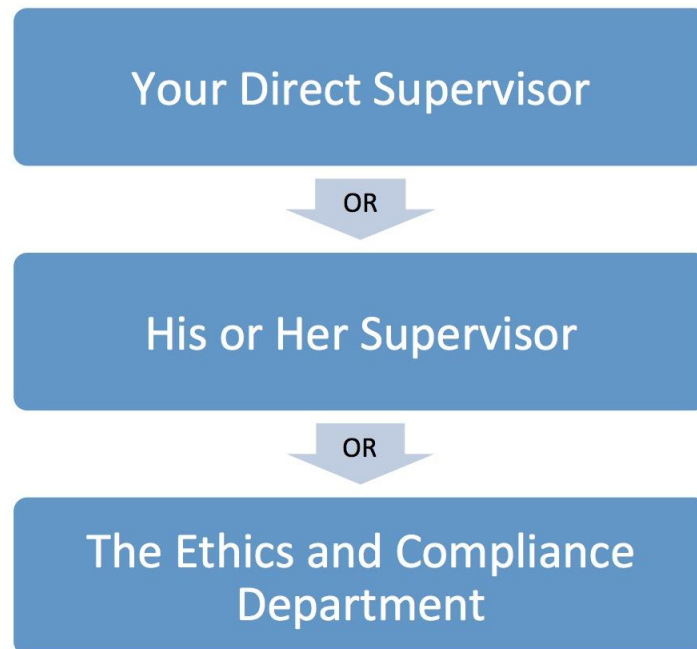 Your Direct Supervisor
OR
His or Her Supervisor
OR
The Ethics and Compliance
Department